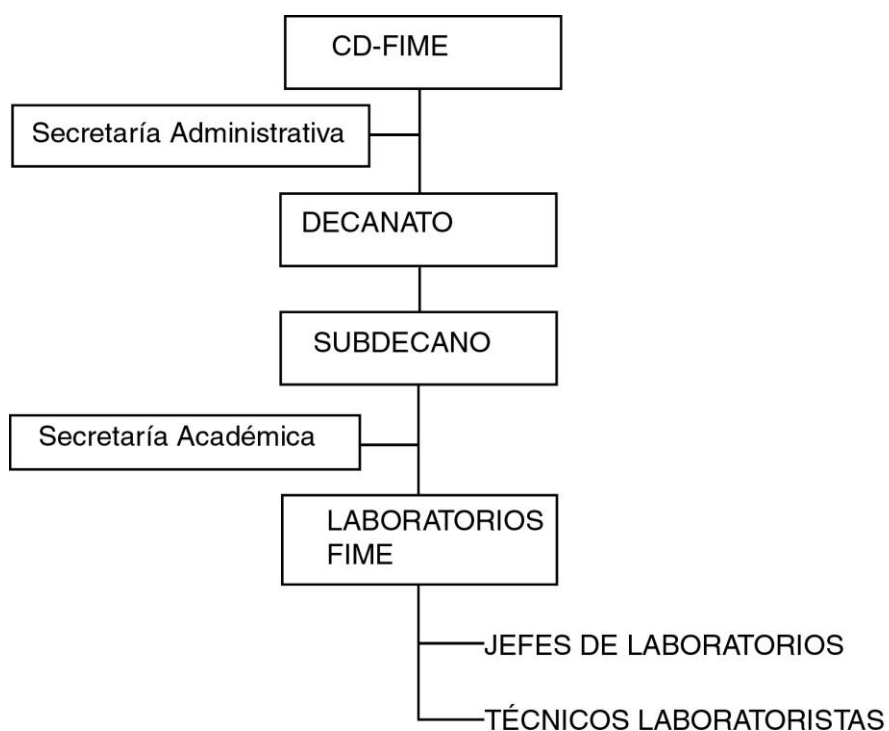 CD-FIME
Secretaría Administrativa
DECANATO
SUBDECANO
Secretaría Académica
LABORATORIOS
FIME
JEFES DE LABORATORIOS
TÉCNICOS LABORATORISTAS